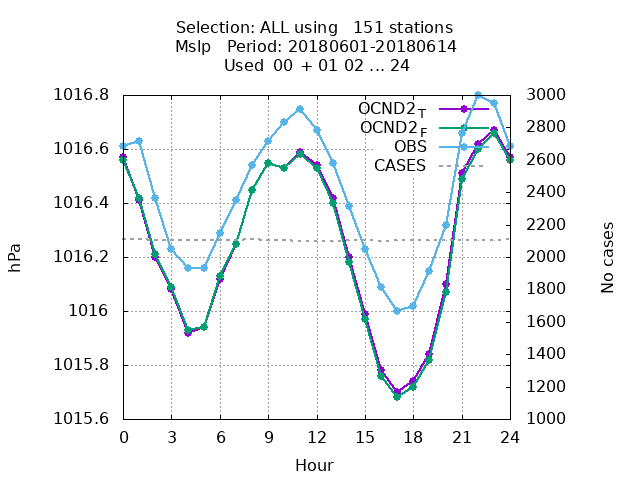 Selection: ALL using   151 stations
Mslp   Period: 20180601-20180614
Used  00 + 01 02 ... 24
1016.8
1016.6
1016.4
1016.2
1016
1015.8
1015.6
hPa
OCND2T
OCND2F
OBS
CASES
3000
2800
2600
2400
2200
2000
1800
1600
1400
1200
1000
No cases
0 3 6 9 12 15 18 21 24
Hour